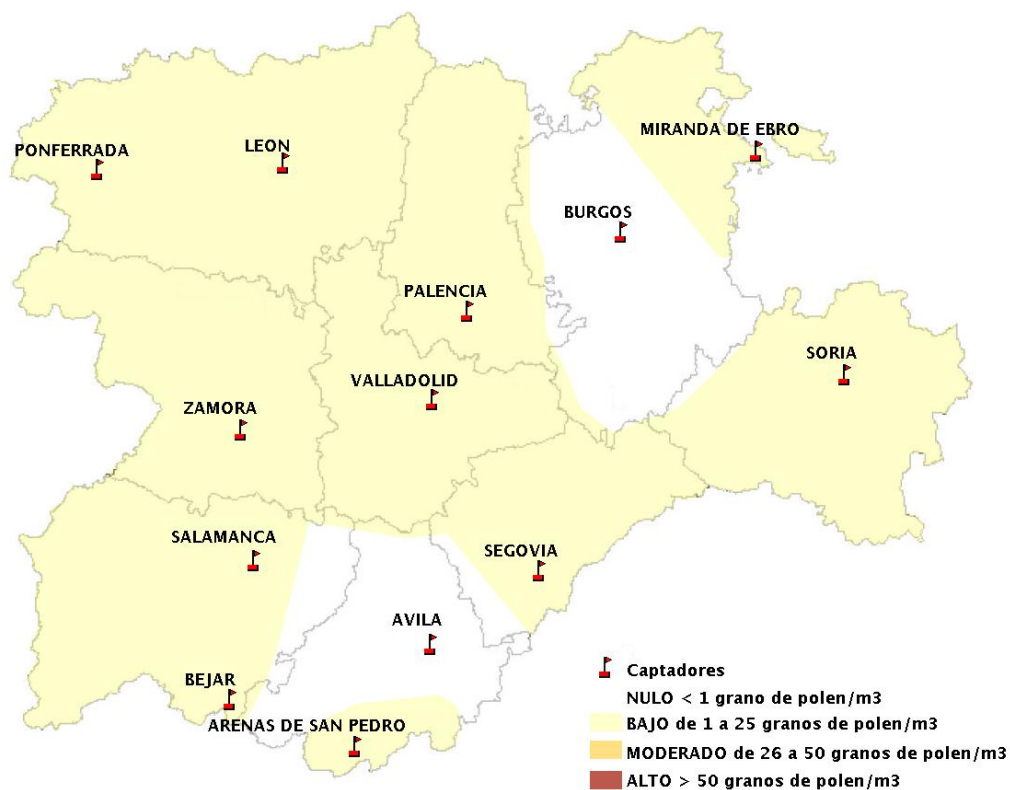 MIRANDA DE EBRO
PONFERRADA
LEON
BURGOS
PALENCIA
SORIA
VALLADOLID
ZAMORA
SALAMANCA
SEGOVIA
AVILA
BEJAR
ARENAS DE SAN PEDRO
Captadores
NULO < 1 grano de polen/m3
BAJO de 1 a 25 granos de polen/m3
MODERADO de 26 a 50 granos de polen/m3
ALTO > 50 granos de polen/m3